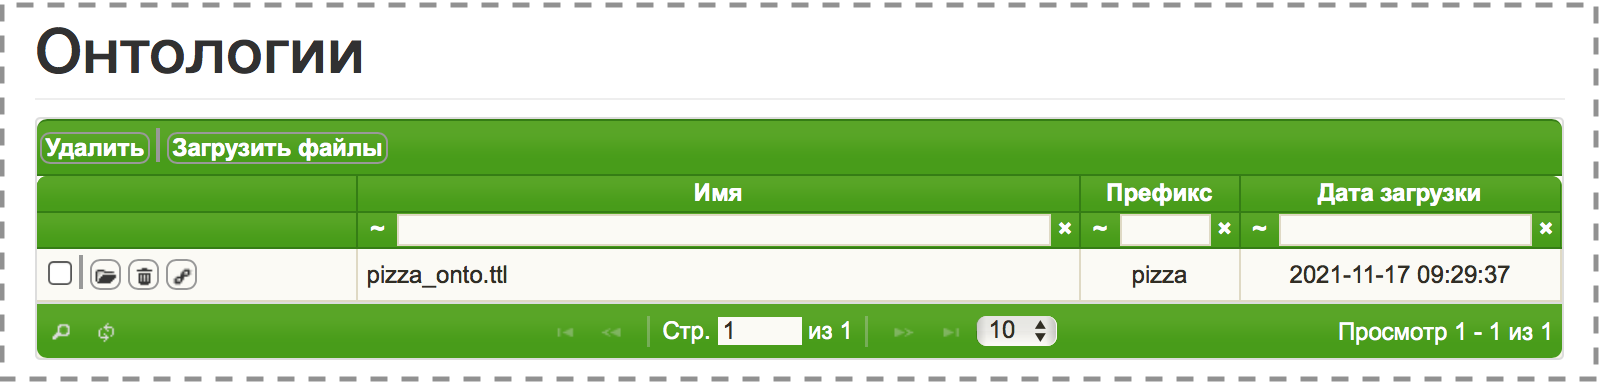 Онтологии
Удалить Загрузить файлы
Имя Префикс Дата загрузки
~ ~ ~
pizza_onto.ttl pizza 2021-11-17 09:29:37
Стр. 1 из 1 10 Просмотр 1 - 1 из 1